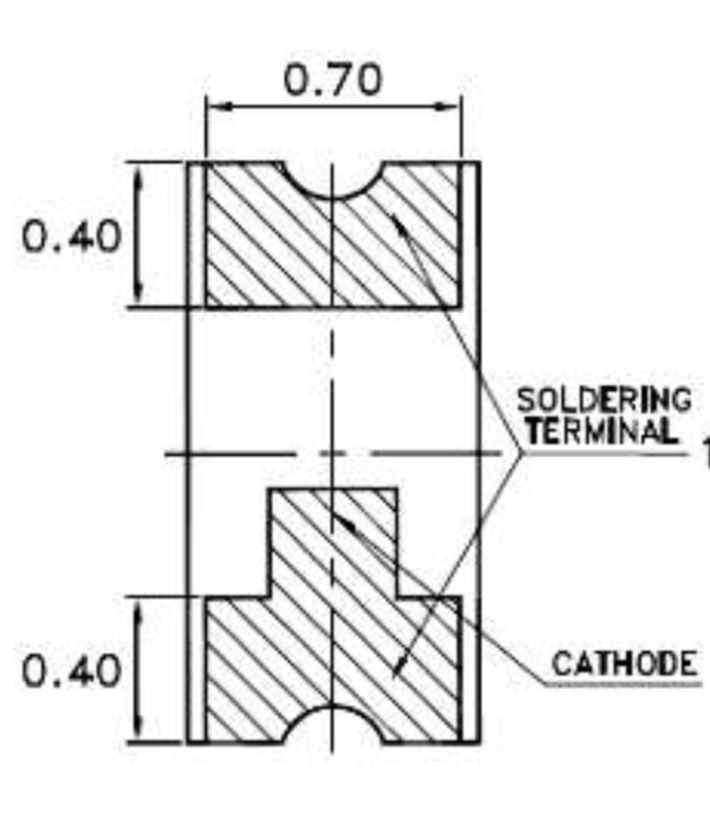 0.70
0.40
SOLDERING
TERMINAL
0.40
CATHODE